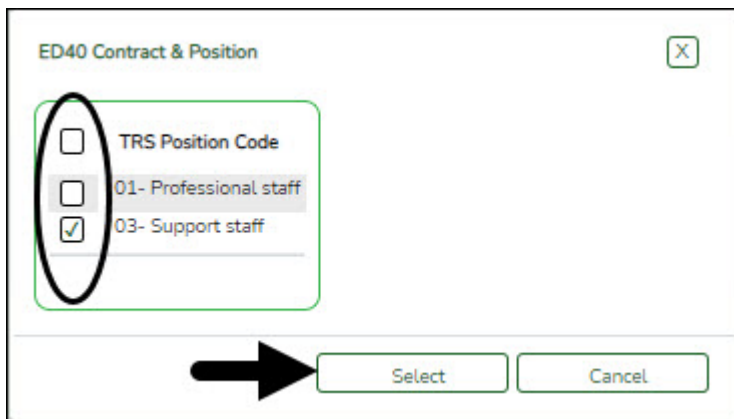 ED40 Contract & Position
X
TRS Position Code
01- Professional staff
03- Support staff
Select
Cancel